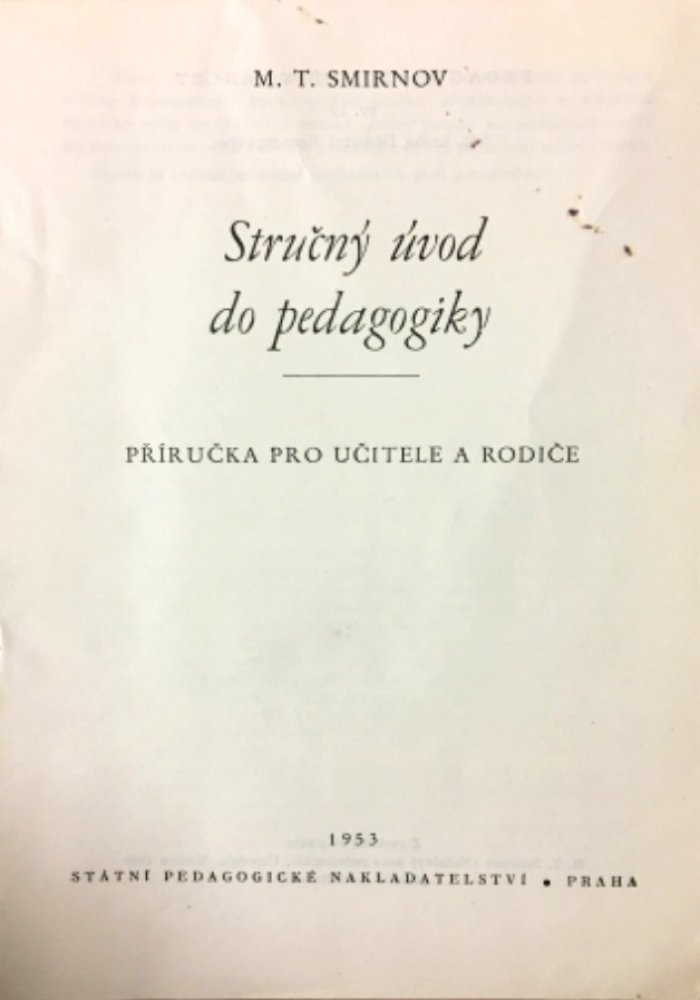 M. T. SMIRNOV
Stručný úvod
do pedagogiky
PŘÍRUČKA PRO UČITELE A RODIČE
1953
STÁTNÍ PEDAGOGICKÉ NAKLADATELSTVÍ • PRAHA